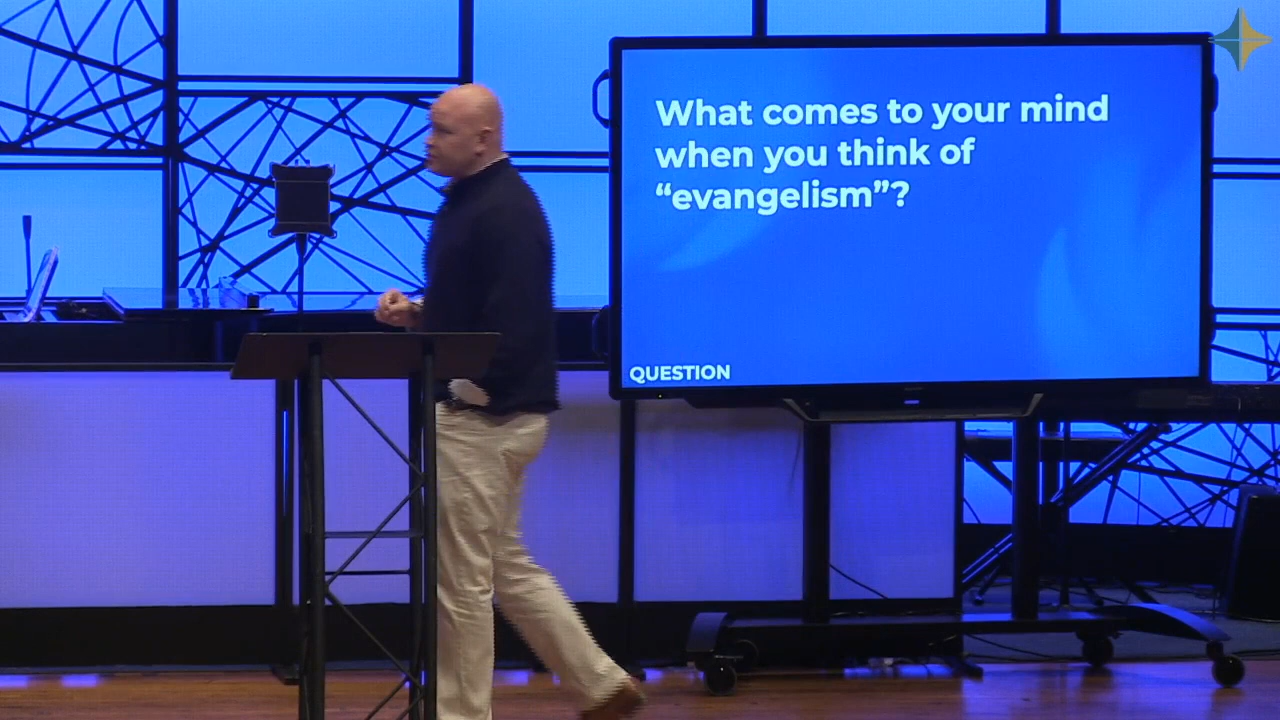 What comes to your mind
when you think of
“evangelism”?
QUESTION